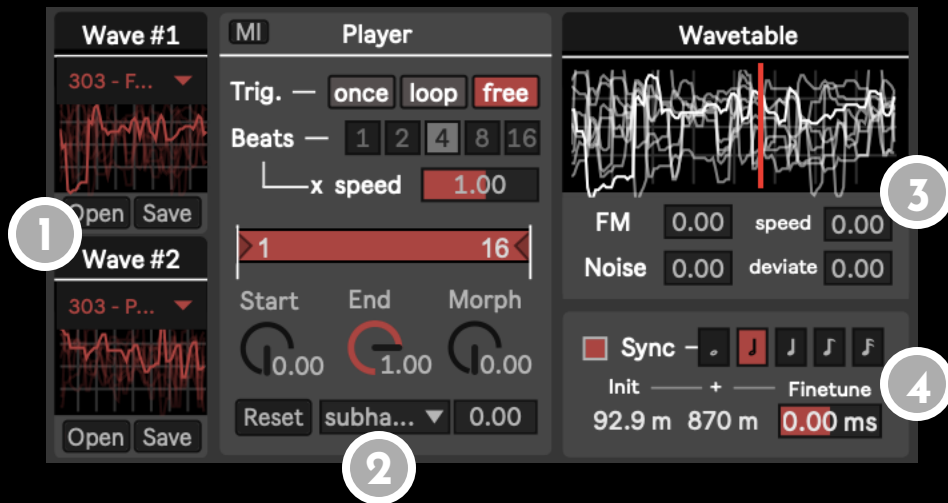 Wave #1
303 - F...
Open Save
Wave #2
303 - P...
Open Save
1
MI Player
Trig. once loop free
Beats 1 2 4 8 16
x speed 1.00
1 16
Start End Morph
0.00 1.00 0.00
Reset subha... 0.00
2
Wavetable
FM 0.00 speed 0.00
Noise 0.00 deviate 0.00
3
Sync
Init + Finetune
92.9 m 870 m 0.00 ms
4